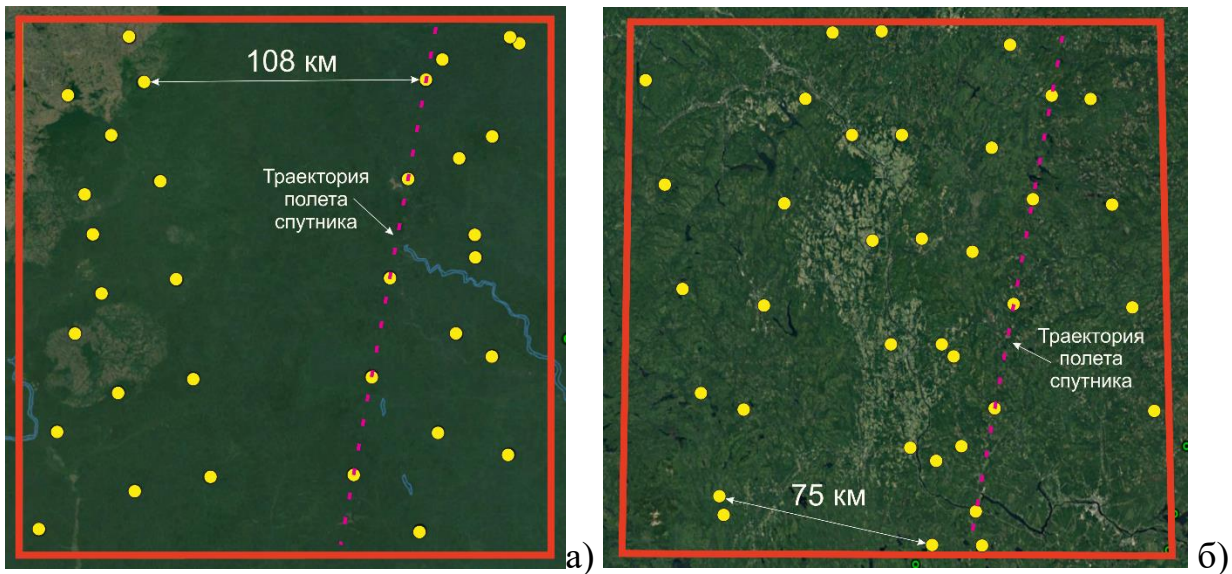 108 км
Траектория
полета
спутника
а)
Траектория
полета
спутника
75 км
б)